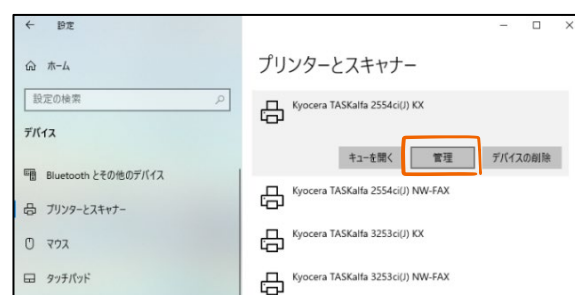 設定
ホーム
設定の検索
デバイス
Bluetooth とその他のデバイス
プリンターとスキャナー
マウス
タッチパッド
プリンターとスキャナー
Kyocera TASKalfa 2554ci(J) KX
キューを開く 管理 デバイスの削除
Kyocera TASKalfa 2554ci(J) NW-FAX
Kyocera TASKalfa 3253ci(J) KX
Kyocera TASKalfa 3253ci(J) NW-FAX